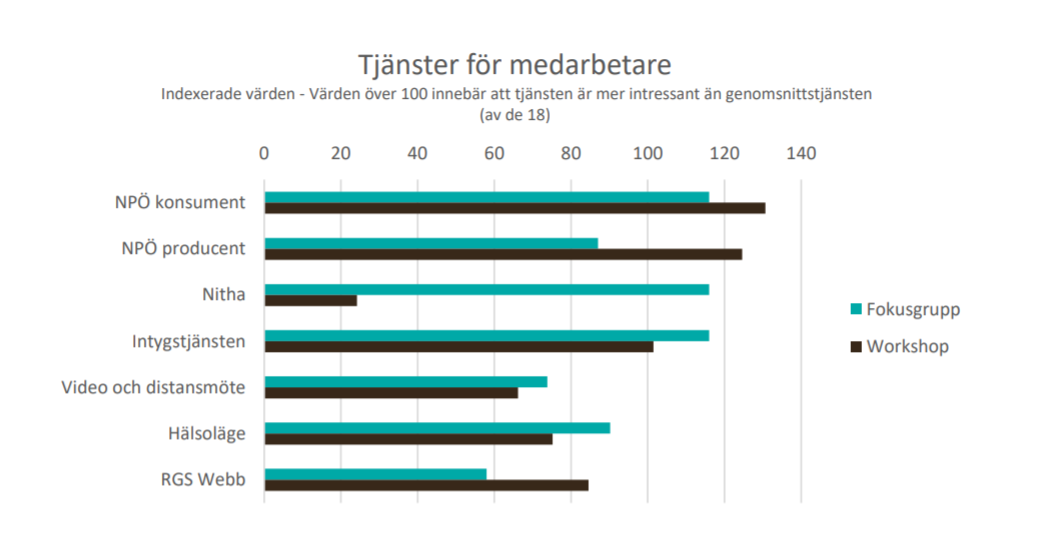 Tjänster för medarbetare
Indexerade värden - Värden över 100 innebär att tjänsten är mer intressant än genomsnittstjänsten
(av de 18)
0 20 40 60 80 100 120 140
NPÖ konsument
NPÖ producent
Nitha
Intygstjänsten
Video och distansmöte
Hälsoläge
RGS Webb
Fokusgrupp
Workshop